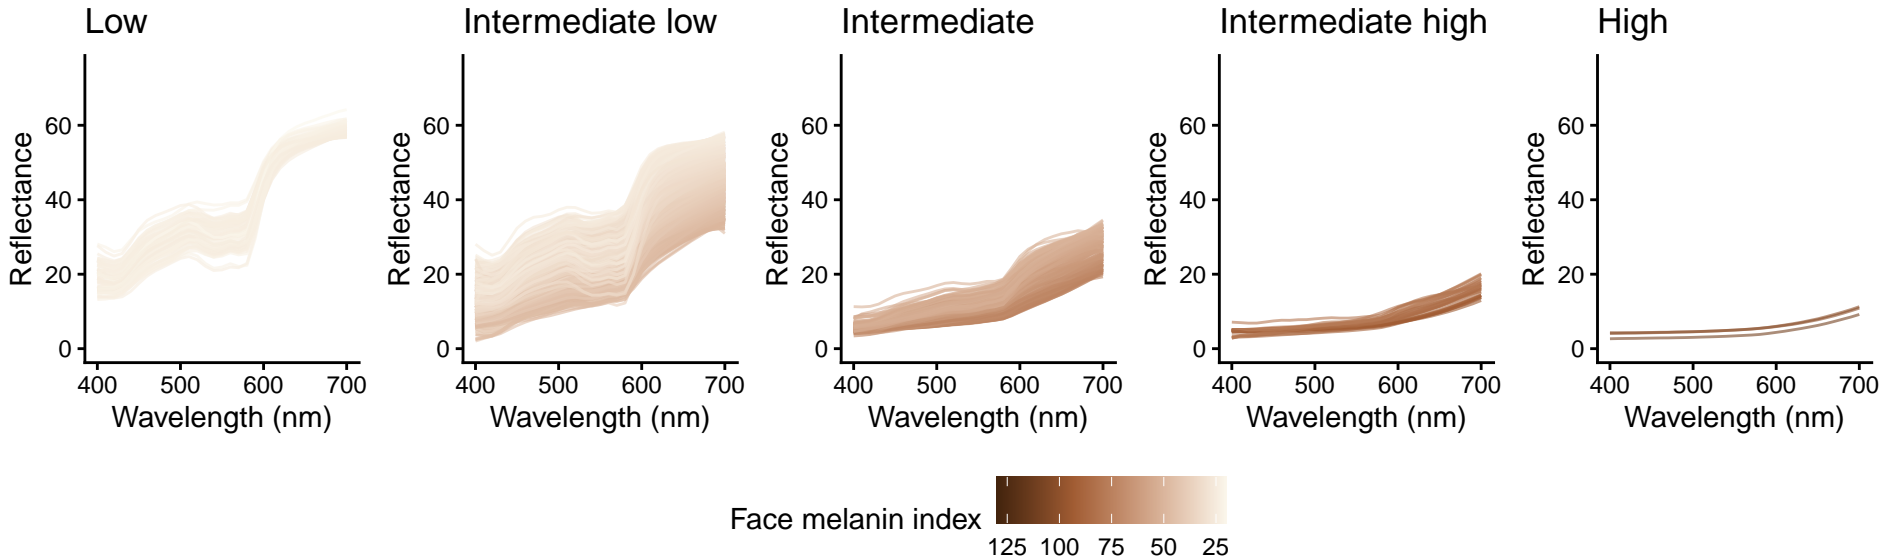 Low
Intermediate low
Intermediate
Intermediate high
High
Reflectance
60
40
20
0
400 500 600 700
Wavelength (nm)
Reflectance
60
40
20
0
400 500 600 700
Wavelength (nm)
Reflectance
60
40
20
0
400 500 600 700
Wavelength (nm)
Reflectance
60
40
20
0
400 500 600 700
Wavelength (nm)
Reflectance
60
40
20
0
400 500 600 700
Wavelength (nm)
Face melanin index
125 100 75 50 25